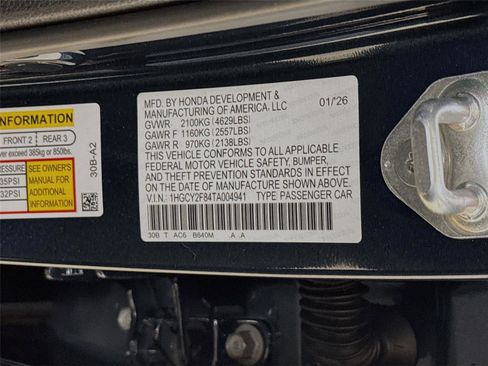 INFORMATION
FRONT 2 REAR 3
ver exceed 385kg or 850lbs.
PRESSURE
35PSI
32PSI
SEE OWNER'S
MANUAL FOR
ADDITIONAL
INFORMATION
30B-A2
MFD. BY HONDA DEVELOPMENT &
MANUFACTURING OF AMERICA, LLC 01/26
GVWR 2100KG(4629LBS)
GAWR F 1160KG(2557LBS)
GAWR R 970KG(2138LBS)
THIS VEHICLE CONFORMS TO ALL APPLICABLE
FEDERAL MOTOR VEHICLE SAFETY, BUMPER,
AND THEFT PREVENTION STANDARDS IN EFFECT
ON THE DATE OF MANUFACTURE SHOWN ABOVE.
V.I.N. 1HGCY2F84TA004941 TYPE PASSENGER CAR
30B T AC6 B640M .A .A